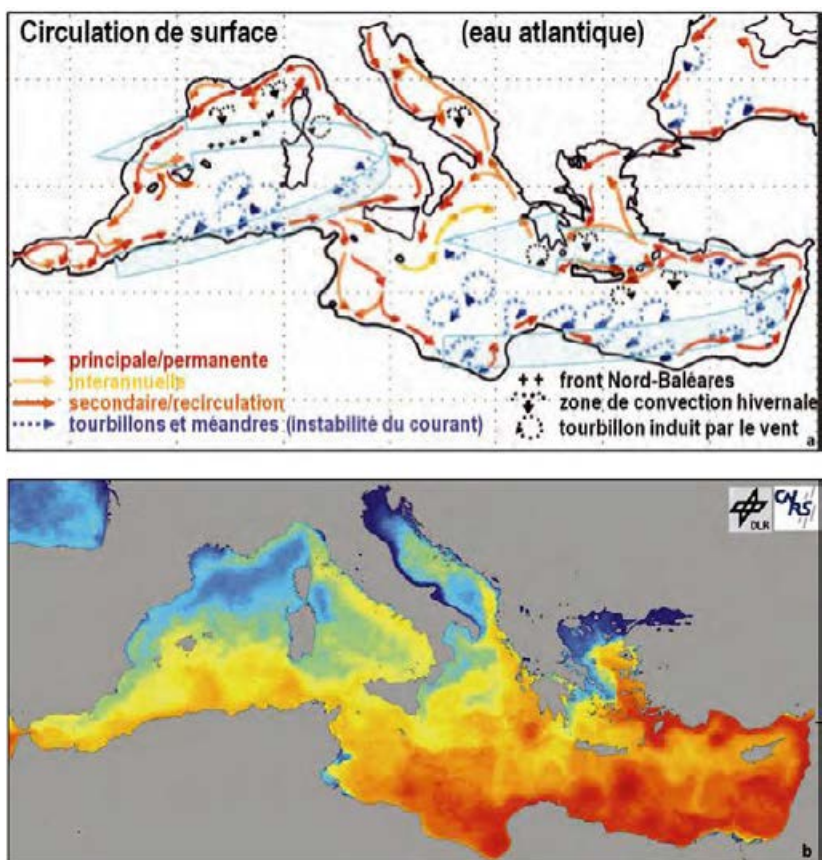 Circulation de surface (eau atlantique)
principale/permanente
interannuelle
secondaire/recirculation
tourbillons et méandres (instabilité du courant)
front Nord-Baléares
zone de convection hivernale
tourbillon induit par le vent
a
DLR
CNRS
b